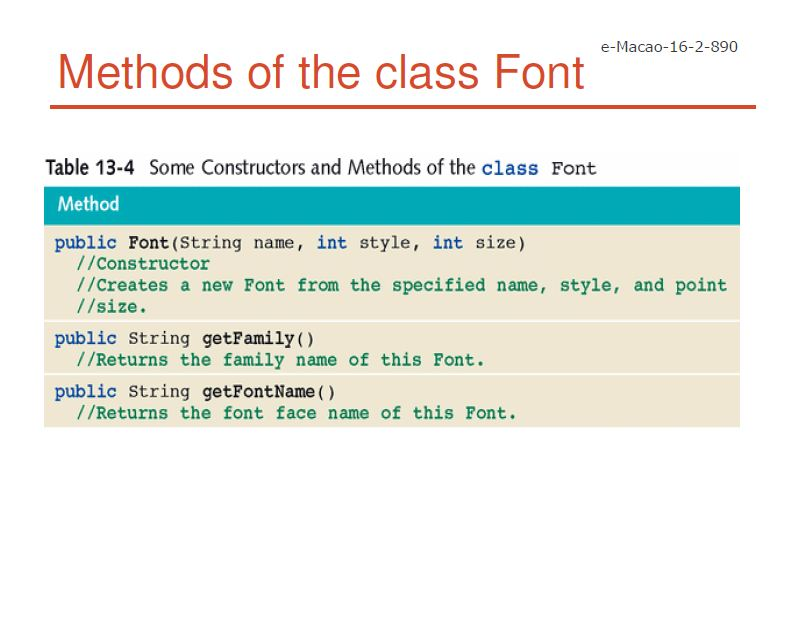 e-Macao-16-2-890
Methods of the class Font
Table 13-4 Some Constructors and Methods of the class Font
Method
public Font(String name, int style, int size)
//Constructor
//Creates a new Font from the specified name, style, and point
//size.
public String getFamily()
//Returns the family name of this Font.
public String getFontName()
//Returns the font face name of this Font.